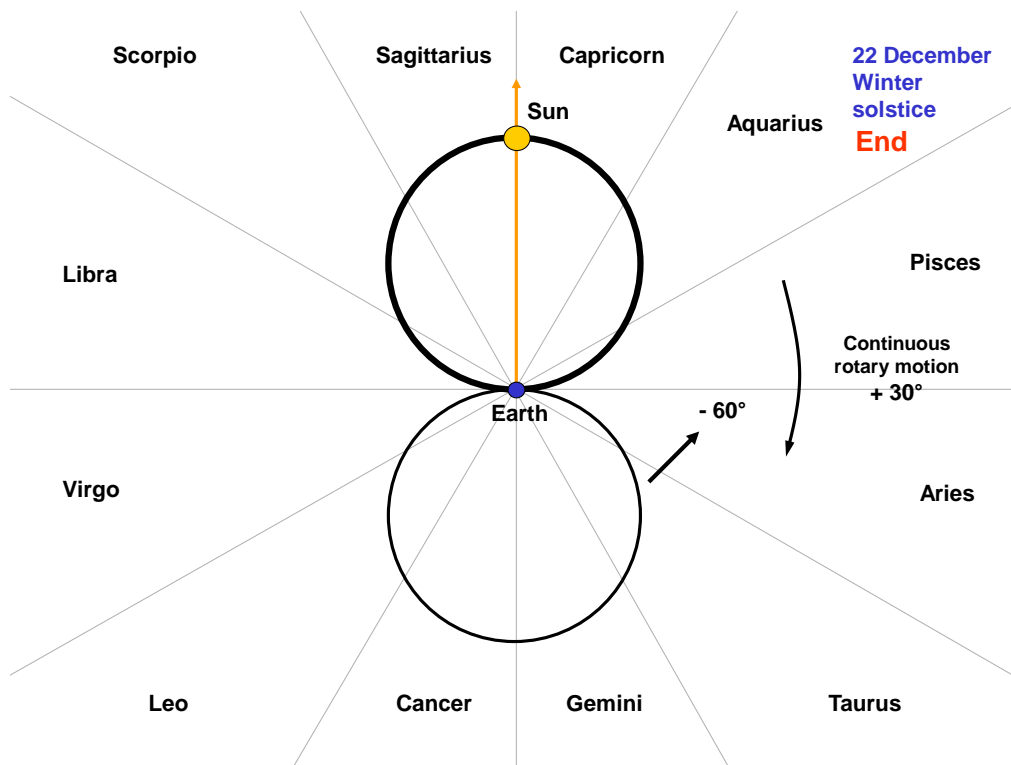 Scorpio
Sagittarius
Capricorn
22 December
Winter
solstice
End
Sun
Aquarius
Libra
Pisces
Continuous
rotary motion
+ 30°
Earth
- 60°
Virgo
Aries
Leo
Cancer
Gemini
Taurus